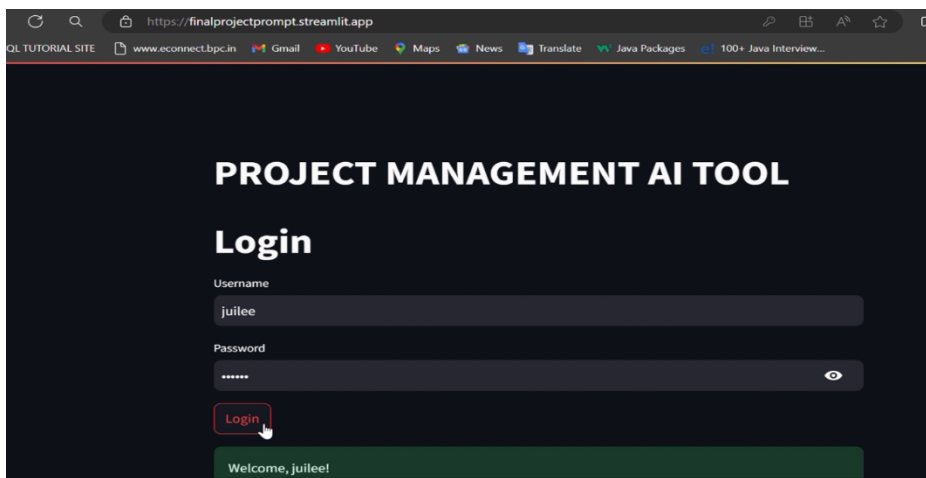 https://finalprojectprompt.streamlit.app
QL TUTORIAL SITE www.econnect.bpc.in Gmail YouTube Maps News Translate Java Packages 100+ Java Interview...
PROJECT MANAGEMENT AI TOOL
Login
Username
juilee
Password
••••••
Login
Welcome, juilee!